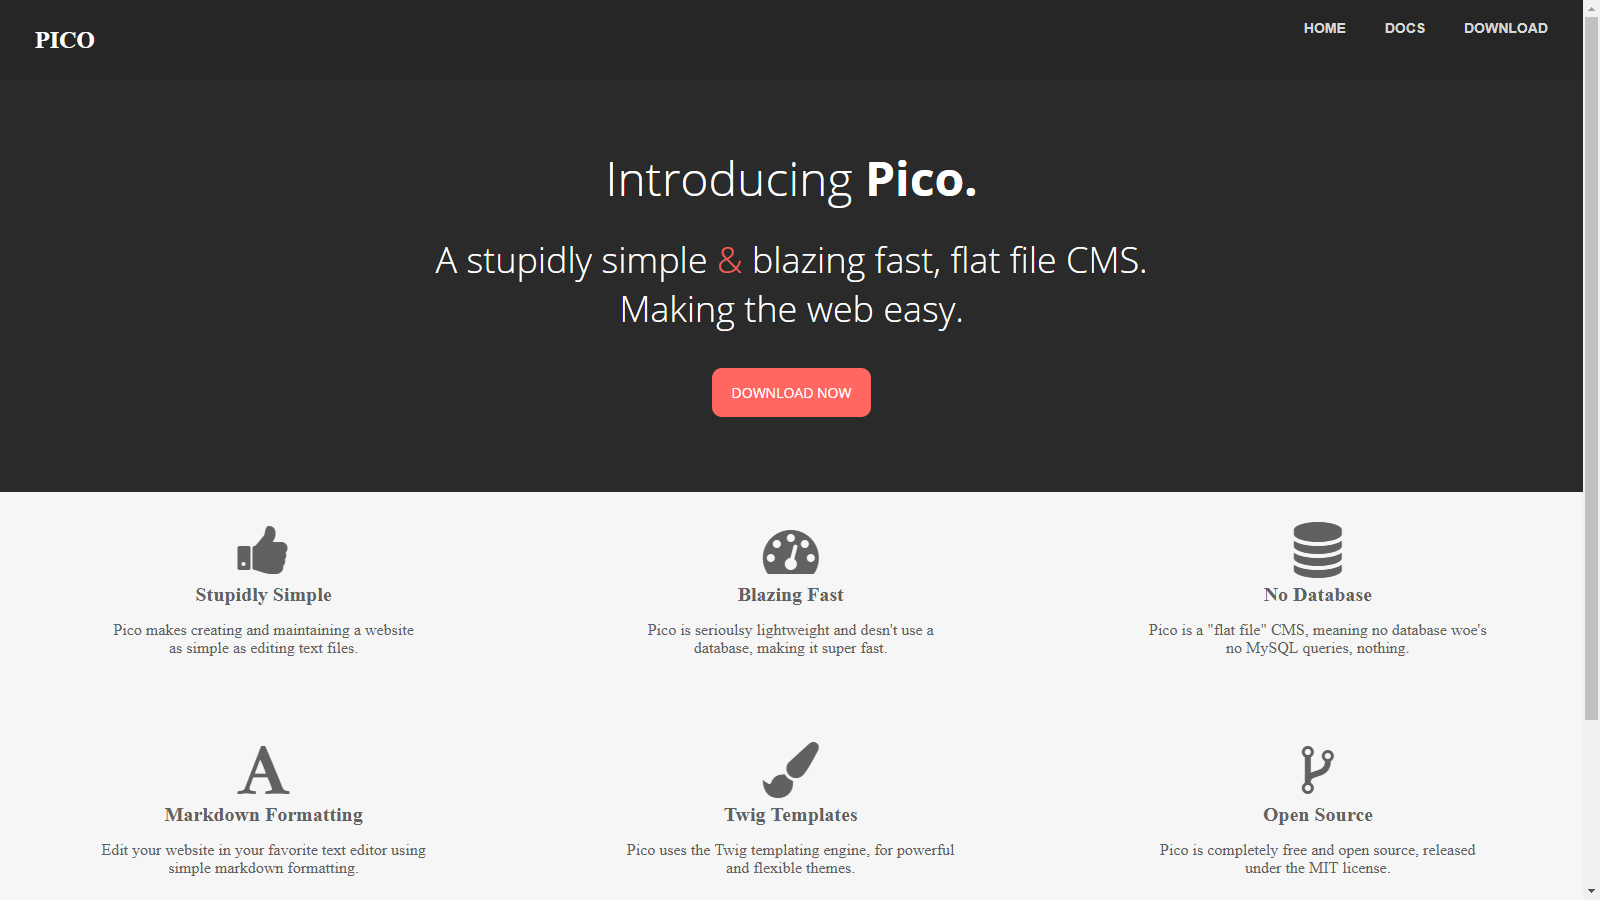 PICO
HOME
DOCS
DOWNLOAD
Introducing Pico.
A stupidly simple & blazing fast, flat file CMS.
Making the web easy.
DOWNLOAD NOW
Stupidly Simple
Pico makes creating and maintaining a website
as simple as editing text files.
Blazing Fast
Pico is serioulsy lightweight and desn't use a
database, making it super fast.
No Database
Pico is a "flat file" CMS, meaning no database woe's
no MySQL queries, nothing.
Markdown Formatting
Edit your website in your favorite text editor using
simple markdown formatting.
Twig Templates
Pico uses the Twig templating engine, for powerful
and flexible themes.
Open Source
Pico is completely free and open source, released
under the MIT license.